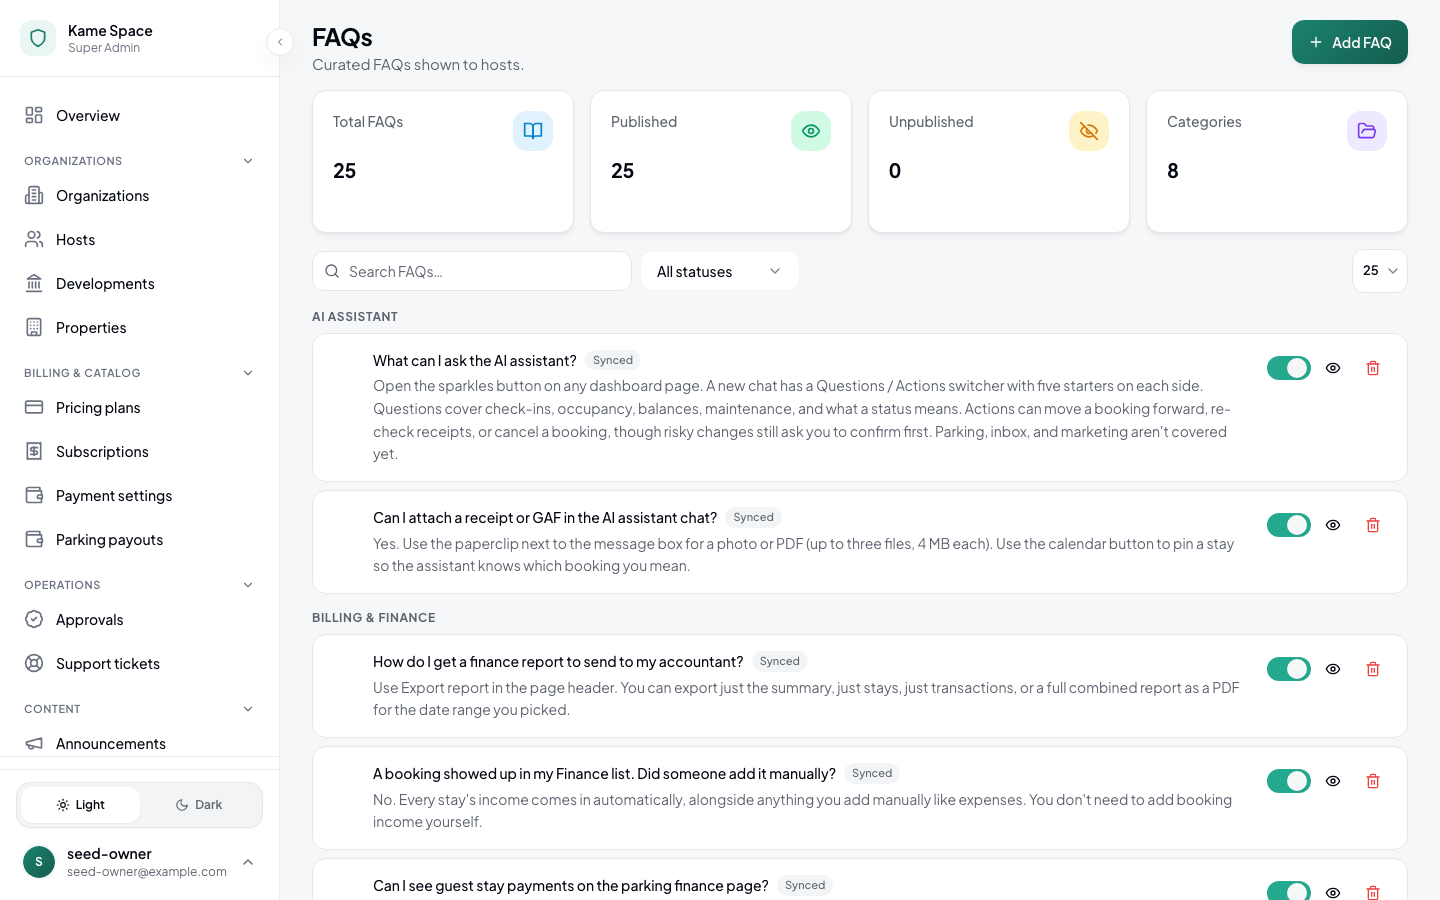 Kame Space
Super Admin
Overview
ORGANIZATIONS
Organizations
Hosts
Developments
Properties
BILLING & CATALOG
Pricing plans
Subscriptions
Payment settings
Parking payouts
OPERATIONS
Approvals
Support tickets
CONTENT
Announcements
Light
Dark
S
seed-owner
seed-owner@example.com
FAQs
Curated FAQs shown to hosts.
Add FAQ
Total FAQs
25
Published
25
Unpublished
0
Categories
8
Search FAQs...
All statuses
25
AI ASSISTANT
What can I ask the AI assistant? Synced
Open the sparkles button on any dashboard page. A new chat has a Questions / Actions switcher with five starters on each side.
Questions cover check-ins, occupancy, balances, maintenance, and what a status means. Actions can move a booking forward, re-
check receipts, or cancel a booking, though risky changes still ask you to confirm first. Parking, inbox, and marketing aren't covered
yet.
Can I attach a receipt or GAF in the AI assistant chat? Synced
Yes. Use the paperclip next to the message box for a photo or PDF (up to three files, 4 MB each). Use the calendar button to pin a stay
so the assistant knows which booking you mean.
BILLING & FINANCE
How do I get a finance report to send to my accountant? Synced
Use Export report in the page header. You can export just the summary, just stays, just transactions, or a full combined report as a PDF
for the date range you picked.
A booking showed up in my Finance list. Did someone add it manually? Synced
No. Every stay's income comes in automatically, alongside anything you add manually like expenses. You don't need to add booking
income yourself.
Can I see guest stay payments on the parking finance page? Synced